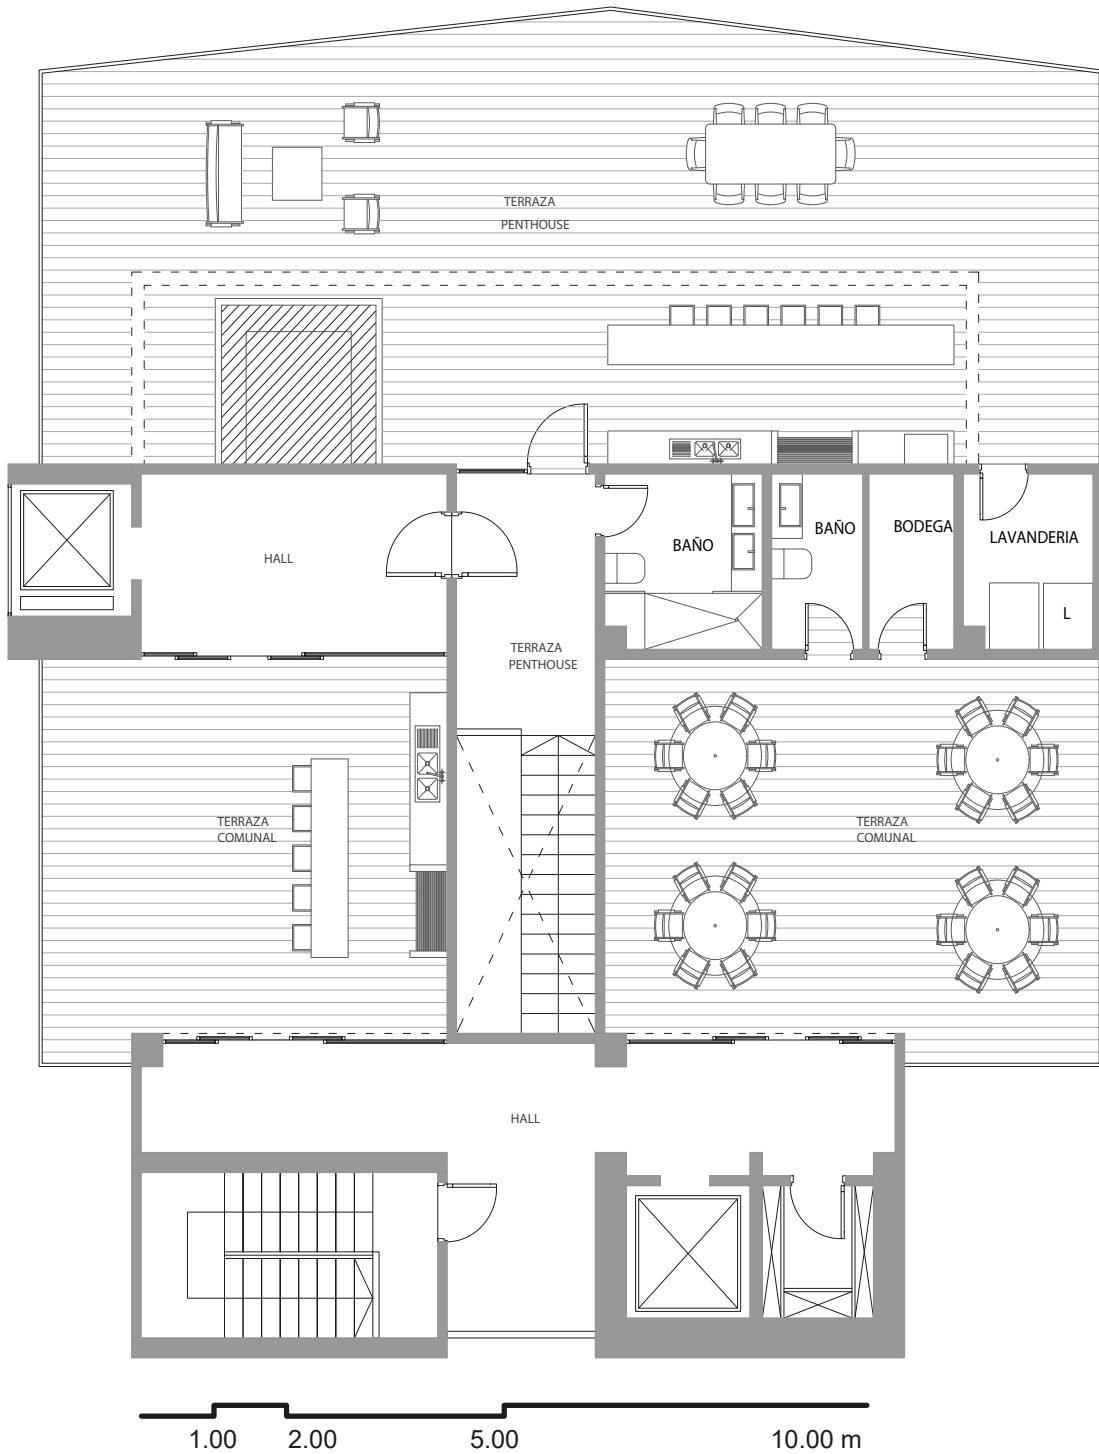 TERRAZA
PENTHOUSE
HALL
BAÑO
BAÑO
BODEGA
LAVANDERIA
L
TERRAZA
PENTHOUSE
TERRAZA
COMUNAL
TERRAZA
COMUNAL
HALL
1.00 2.00 5.00 10.00 m